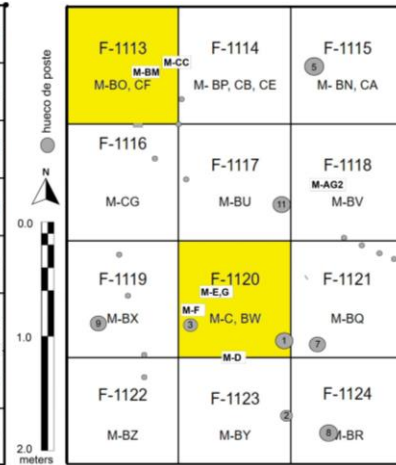 F-1113
F-1114
F-1115
M-CC
M-BM
5
M-BO, CF
M- BP, CB, CE
M- BN, CA
hueco de poste
F-1116
F-1117
F-1118
N
M-AG2
M-CG
M-BU
11
M-BV
0.0
F-1119
F-1120
F-1121
M-E,G
M-F
9
M-BX
3
M-C, BW
M-BQ
1.0
1
7
M-D
F-1122
F-1123
F-1124
2
M-BZ
M-BY
8
M-BR
2.0
meters